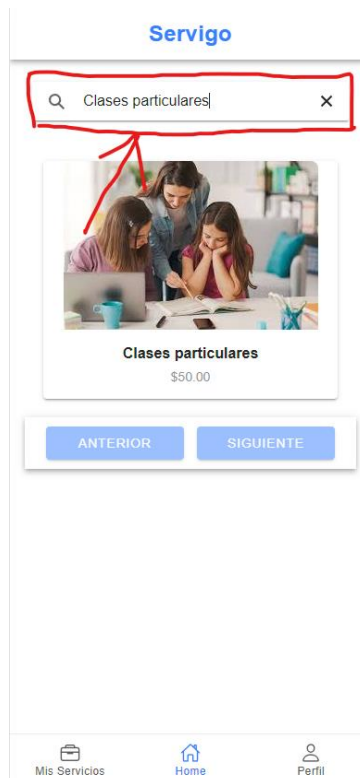 Servigo
Clases particulares
Clases particulares
$50.00
ANTERIOR SIGUIENTE
Mis Servicios Home Perfil